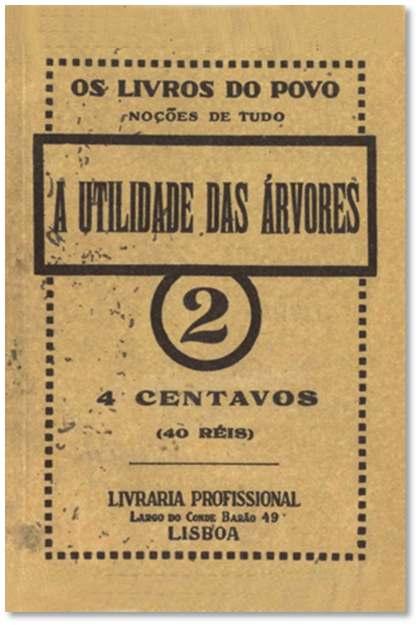 OS LIVROS DO POVO
NOÇÕES DE TUDO
A UTILIDADE DAS ÁRVORES
2
4 CENTAVOS
(40 RÉIS)
LIVRARIA PROFISSIONAL
LARGO DO CONDE BARÃO 49
LISBOA